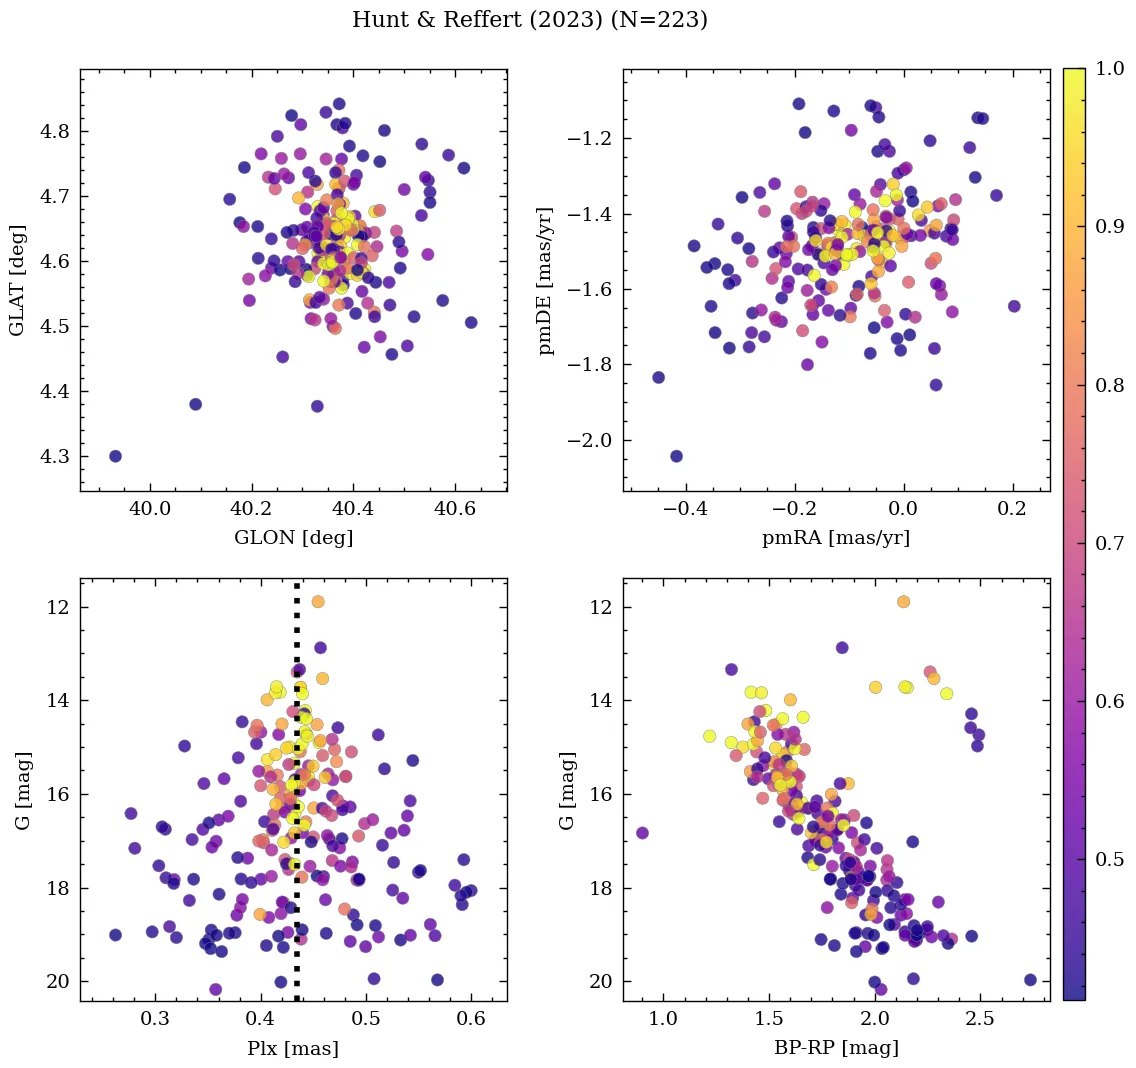 Hunt & Reffert (2023) (N=223)
4.8
4.7
4.6
4.5
4.4
4.3
GLAT [deg]
40.0 40.2 40.4 40.6
GLON [deg]
−1.2
−1.4
−1.6
−1.8
−2.0
pmDE [mas/yr]
−0.4 −0.2 0.0 0.2
pmRA [mas/yr]
1.0
0.9
0.8
0.7
0.6
0.5
12
14
16
18
20
G [mag]
0.3 0.4 0.5 0.6
Plx [mas]
12
14
16
18
20
G [mag]
1.0 1.5 2.0 2.5
BP-RP [mag]